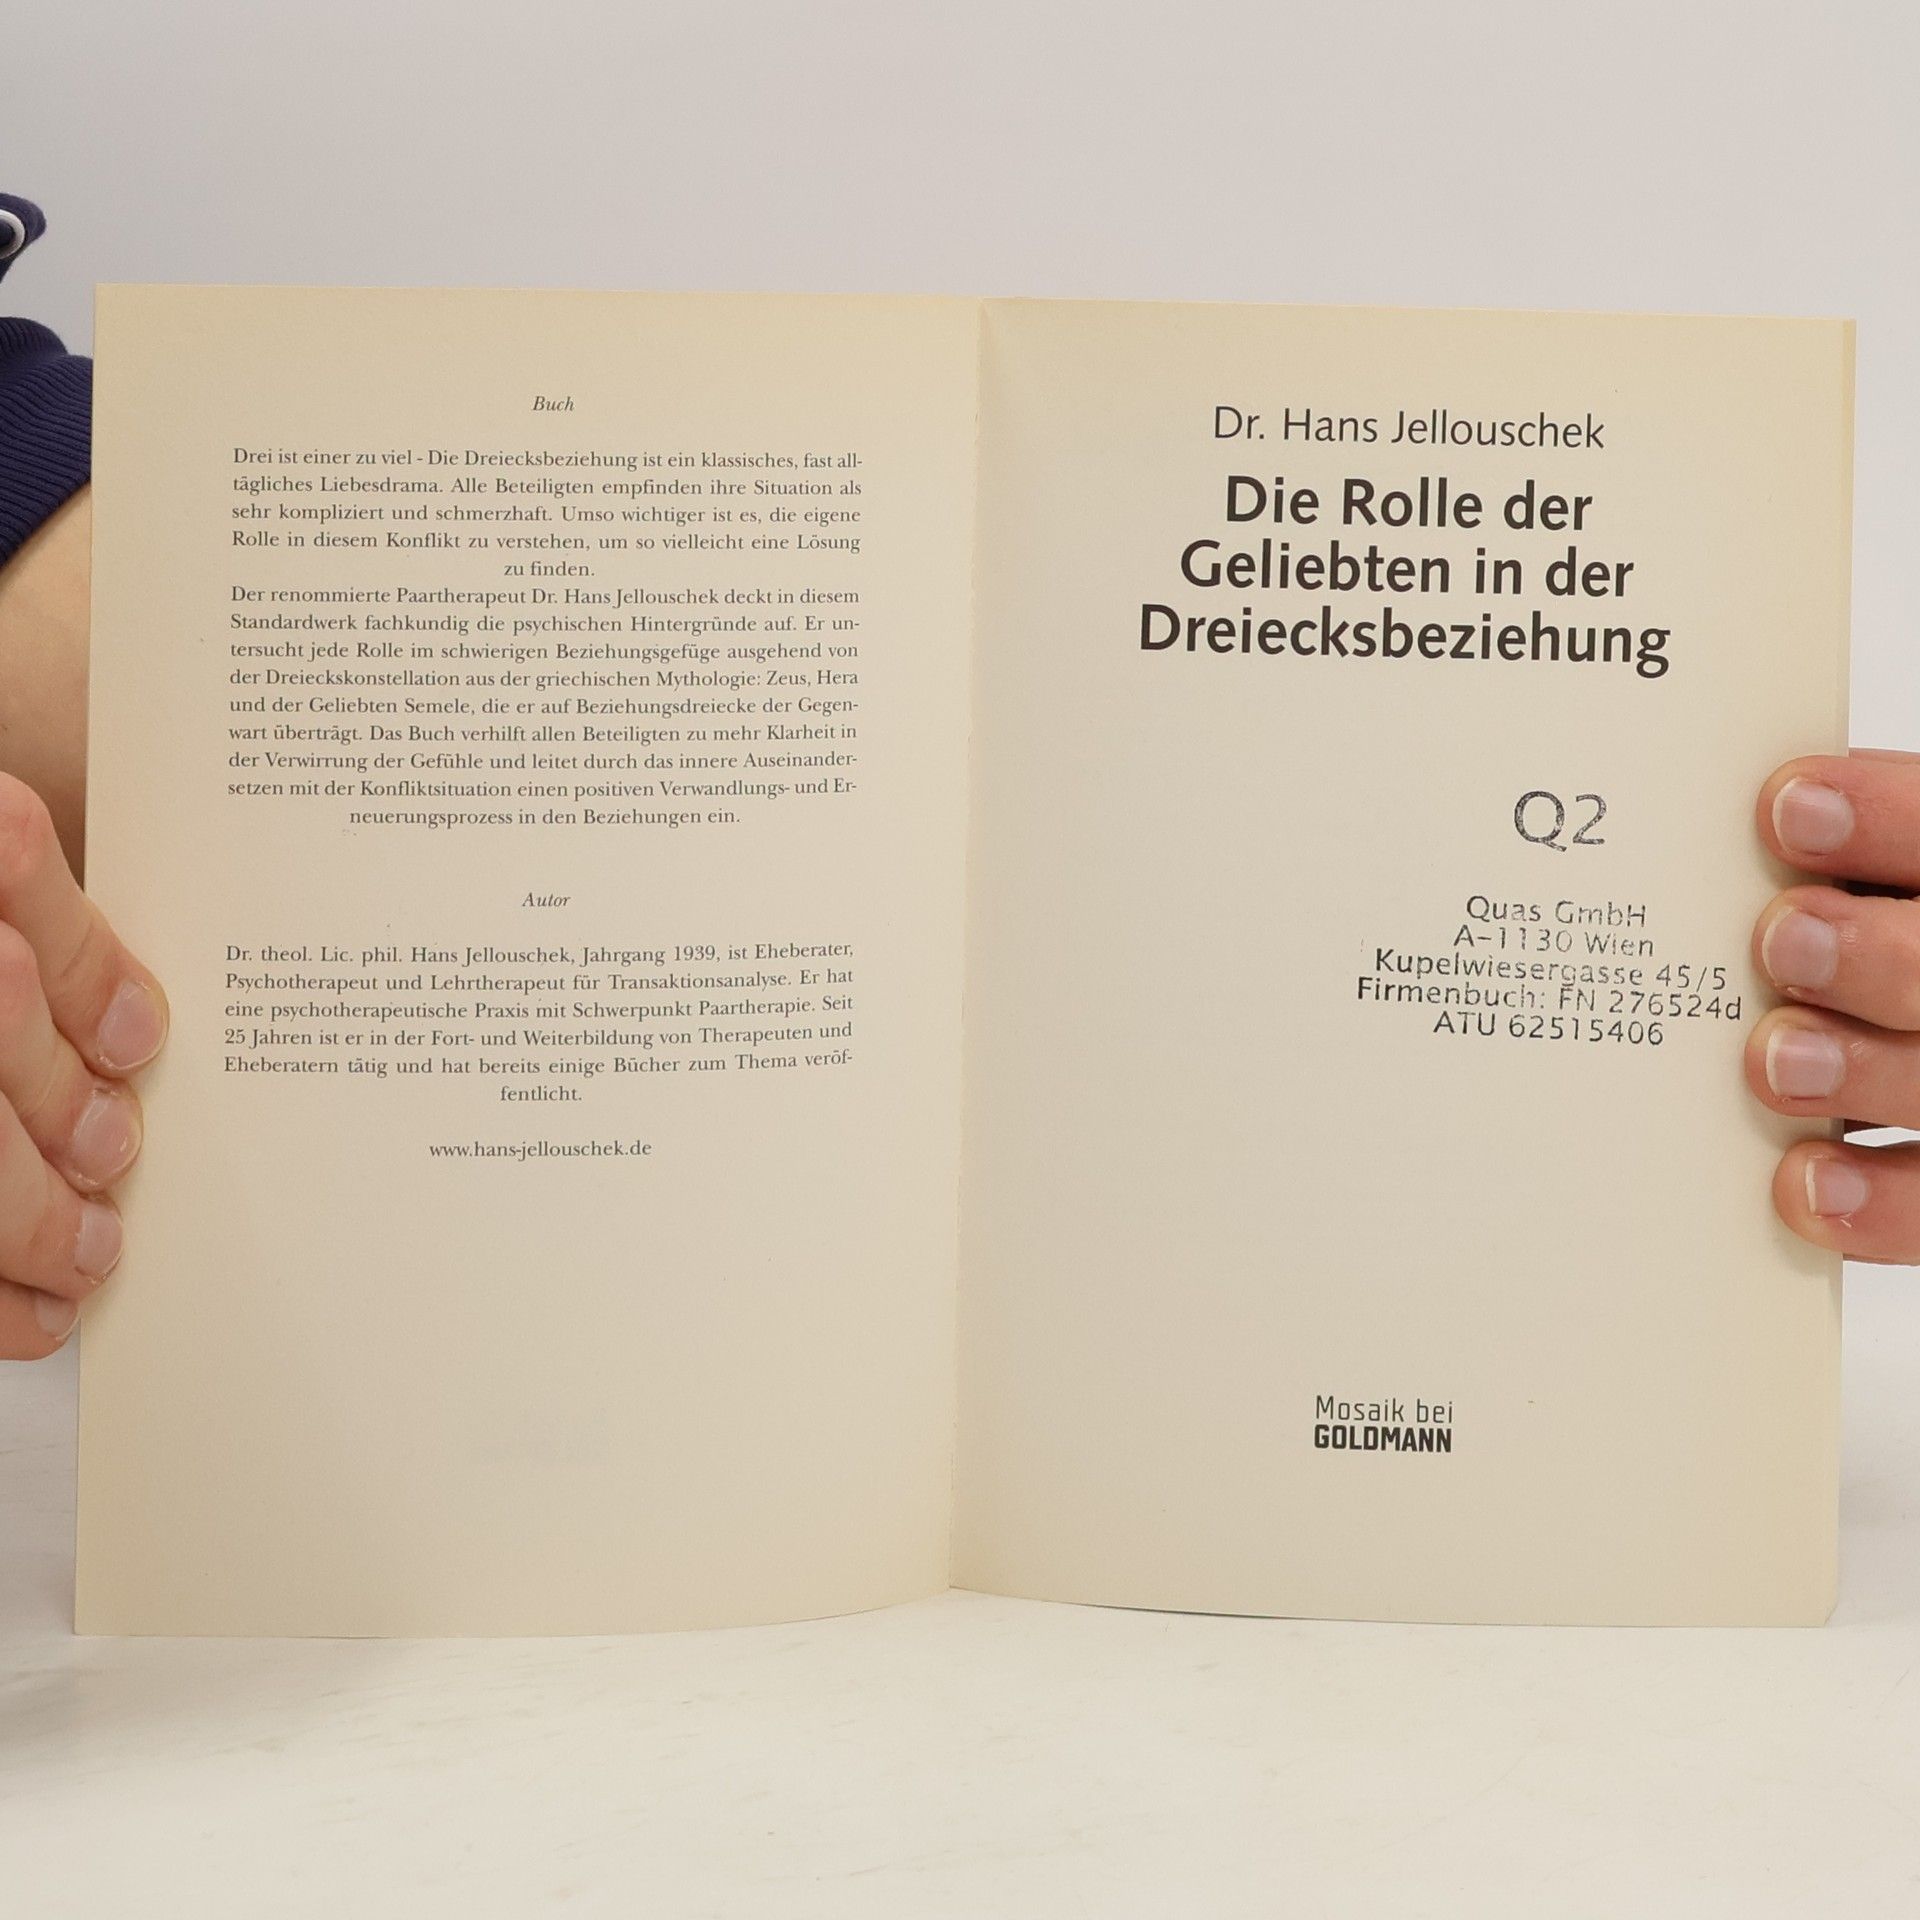 Buch
Drei ist einer zu viel - Die Dreiecksbeziehung ist ein klassisches, fast all-
tägliches Liebesdrama. Alle Beteiligten empfinden ihre Situation als
sehr kompliziert und schmerzhaft. Umso wichtiger ist es, die eigene
Rolle in diesem Konflikt zu verstehen, um so vielleicht eine Lösung
zu finden.
Der renommierte Paartherapeut Dr. Hans Jellouschek deckt in diesem
Standardwerk fachkundig die psychischen Hintergründe auf. Er un-
tersucht jede Rolle im schwierigen Beziehungsgefüge ausgehend von
der Dreieckskonstellation aus der griechischen Mythologie: Zeus, Hera
und der Geliebten Semele, die er auf Beziehungsdreiecke der Gegen-
wart überträgt. Das Buch verhilft allen Beteiligten zu mehr Klarheit in
der Verwirrung der Gefühle und leitet durch das innere Auseinander-
setzen mit der Konfliktsituation einen positiven Verwandlungs- und Er-
neuerungsprozess in den Beziehungen ein.
Autor
Dr. theol. Lic. phil. Hans Jellouschek, Jahrgang 1939, ist Eheberater,
Psychotherapeut und Lehrtherapeut für Transaktionsanalyse. Er hat
eine psychotherapeutische Praxis mit Schwerpunkt Paartherapie. Seit
25 Jahren ist er in der Fort- und Weiterbildung von Therapeuten und
Eheberatern tätig und hat bereits einige Bücher zum Thema veröf-
fentlicht.
www.hans-jellouschek.de
Dr. Hans Jellouschek
Die Rolle der
Geliebten in der
Dreiecksbeziehung
Q2
Quas GmbH
A-1130 Wien
Kupelwiesergasse 45/5
Firmenbuch: FN 276524d
ATU 62515406
Mosaik bei
GOLDMANN